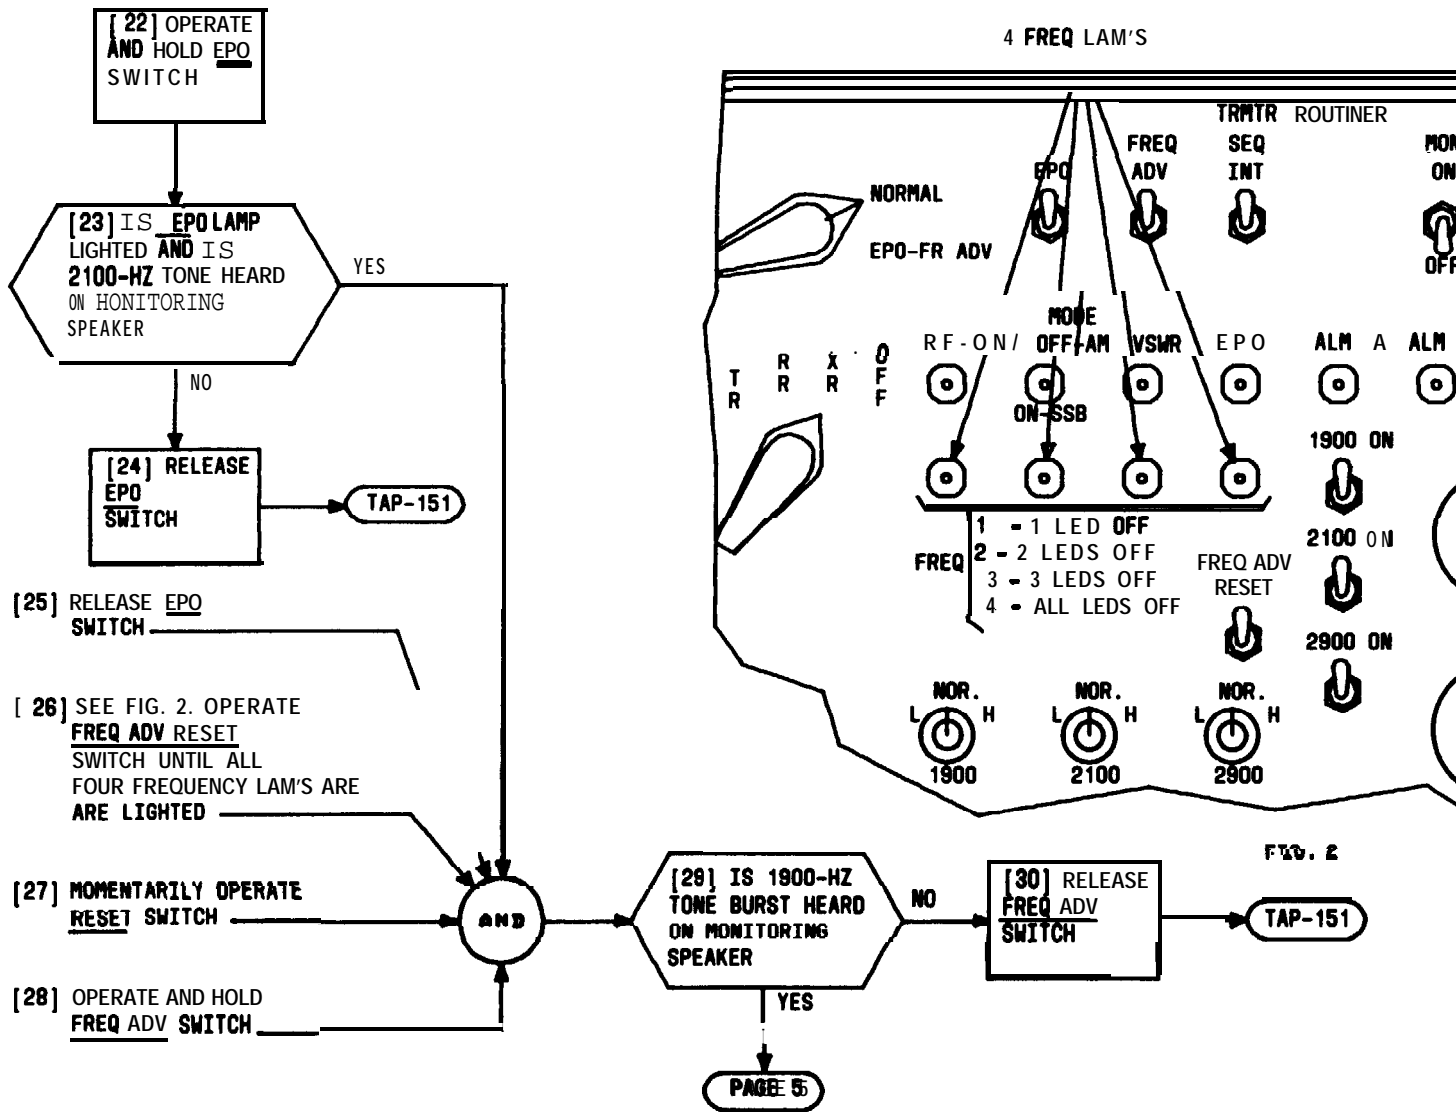 [22] OPERATE
AND HOLD EPO
SWITCH
[23] IS EPO LAMP
LIGHTED AND IS
2100-HZ TONE HEARD
ON HONITORING
SPEAKER
YES
NO
[24] RELEASE
EPO
SWITCH
TAP-151
[25] RELEASE EPO
SWITCH
[26] SEE FIG. 2. OPERATE
FREQ ADV RESET
SWITCH UNTIL ALL
FOUR FREQUENCY LAM'S ARE
ARE LIGHTED
[27] MOMENTARILY OPERATE
RESET SWITCH
[28] OPERATE AND HOLD
FREQ ADV SWITCH
AND
[29] IS 1900-HZ
TONE BURST HEARD
ON MONITORING
SPEAKER
NO
YES
PAGE 5
[30] RELEASE
FREQ ADV
SWITCH
TAP-151
4 FREQ LAM'S
TRMTR ROUTINER
EPO
FREQ
ADV
SEQ
INT
MON
ON
OFF
NORMAL
EPO-FR ADV
TR
RR
XR
OFF
RF-ON/
MODE
OFF-AM
ON-SSB
VSWR
EPO
ALM A
ALM
FREQ
1 - 1 LED OFF
2 - 2 LEDS OFF
3 - 3 LEDS OFF
4 - ALL LEDS OFF
FREQ ADV
RESET
1900 ON
2100 ON
2900 ON
NOR.
L H
1900
NOR.
L H
2100
NOR.
L H
2900
FIG. 2